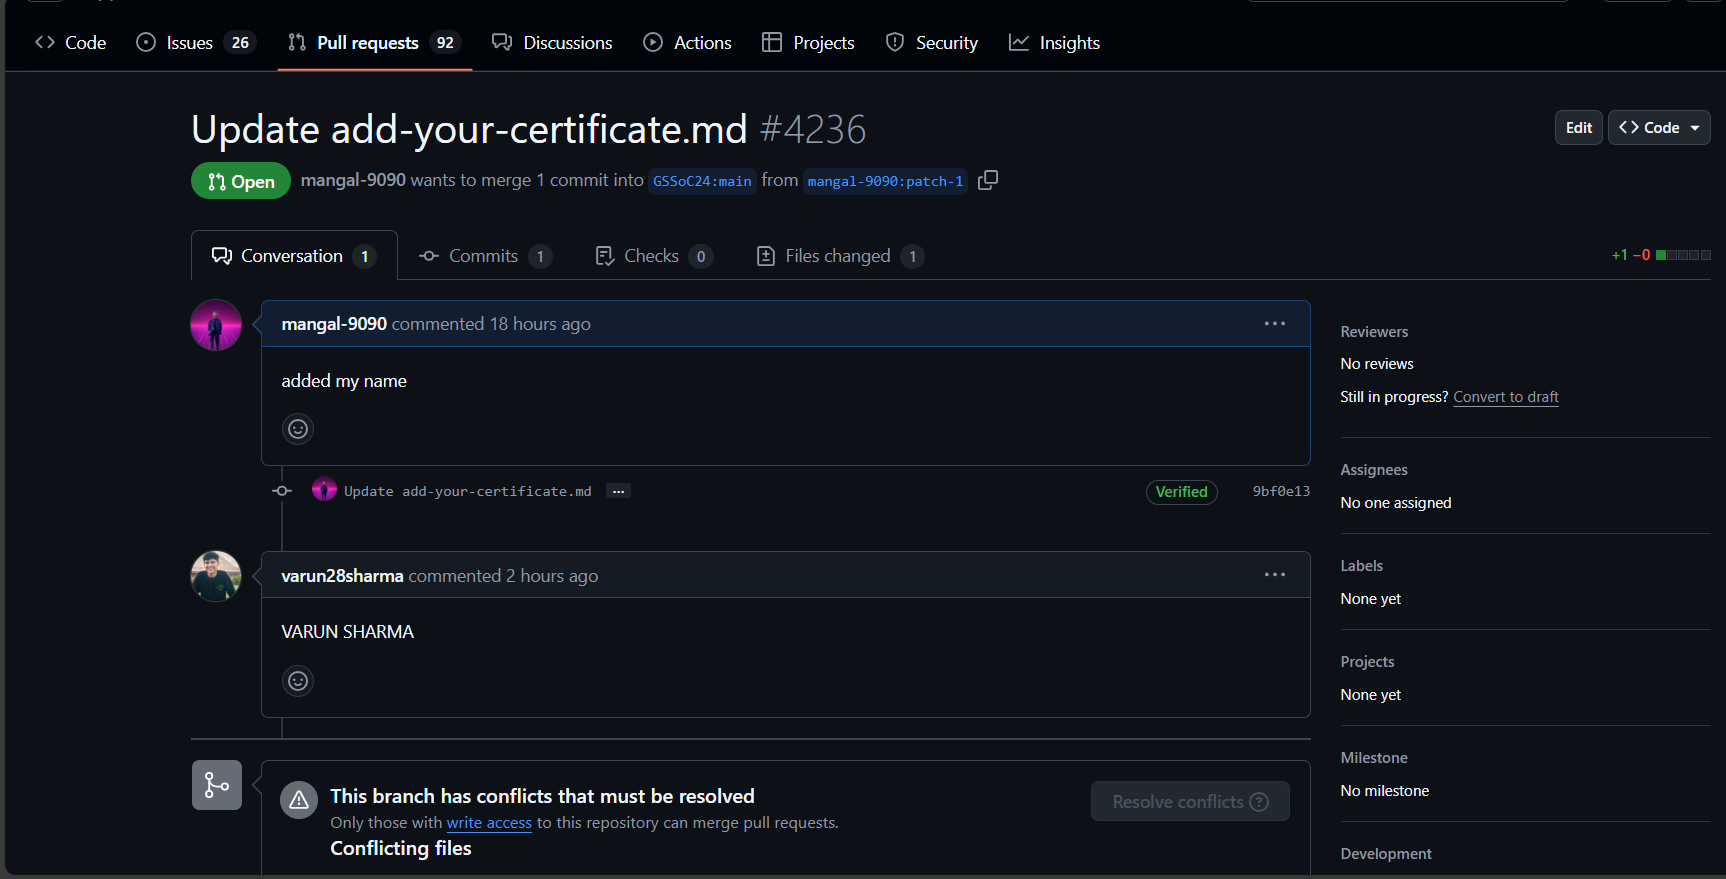 Code Issues 26 Pull requests 92 Discussions Actions Projects Security Insights
Update add-your-certificate.md #4236
Edit Code
Open mangal-9090 wants to merge 1 commit into GSSoC24:main from mangal-9090:patch-1
Conversation 1 Commits 1 Checks 0 Files changed 1
+1 −0
mangal-9090 commented 18 hours ago
added my name
Update add-your-certificate.md ...
Verified 9bf0e13
varun28sharma commented 2 hours ago
VARUN SHARMA
This branch has conflicts that must be resolved
Only those with write access to this repository can merge pull requests.
Conflicting files
Resolve conflicts
Reviewers
No reviews
Still in progress? Convert to draft
Assignees
No one assigned
Labels
None yet
Projects
None yet
Milestone
No milestone
Development